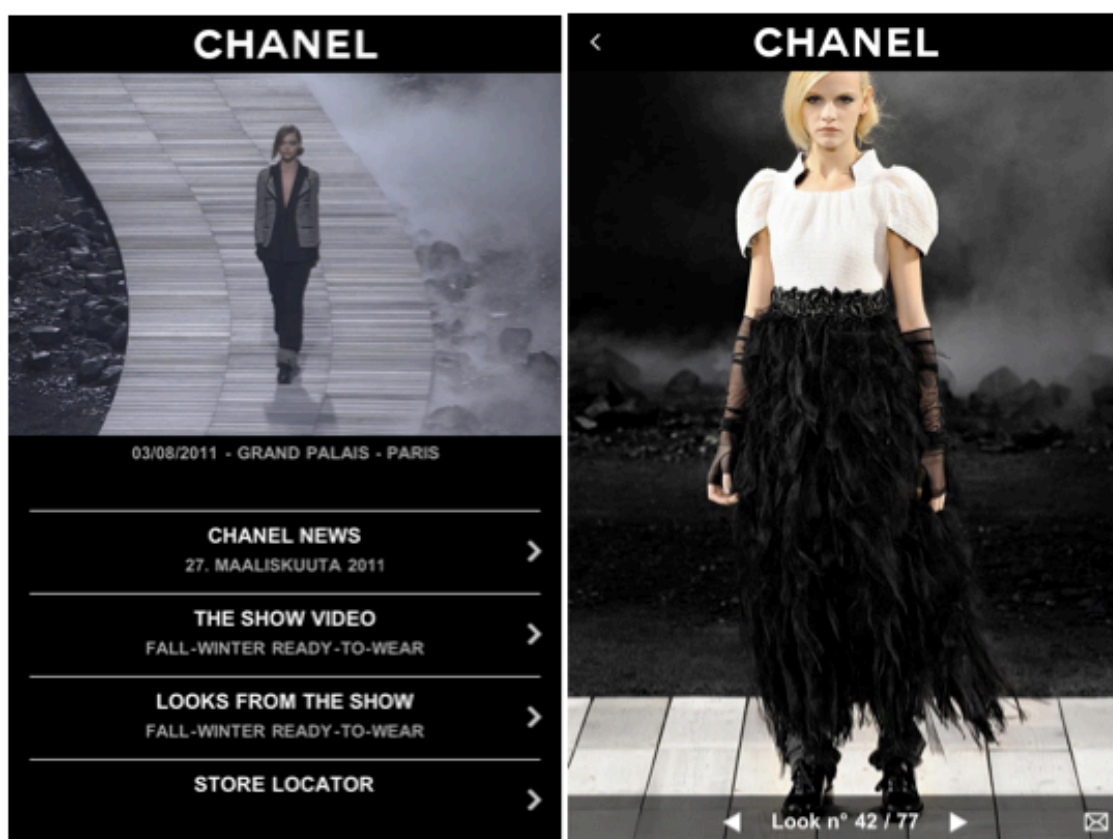 CHANEL
03/08/2011 - GRAND PALAIS - PARIS
CHANEL NEWS
27. MAALISKUUTA 2011
THE SHOW VIDEO
FALL-WINTER READY-TO-WEAR
LOOKS FROM THE SHOW
FALL-WINTER READY-TO-WEAR
STORE LOCATOR
CHANEL
Look n° 42 / 77